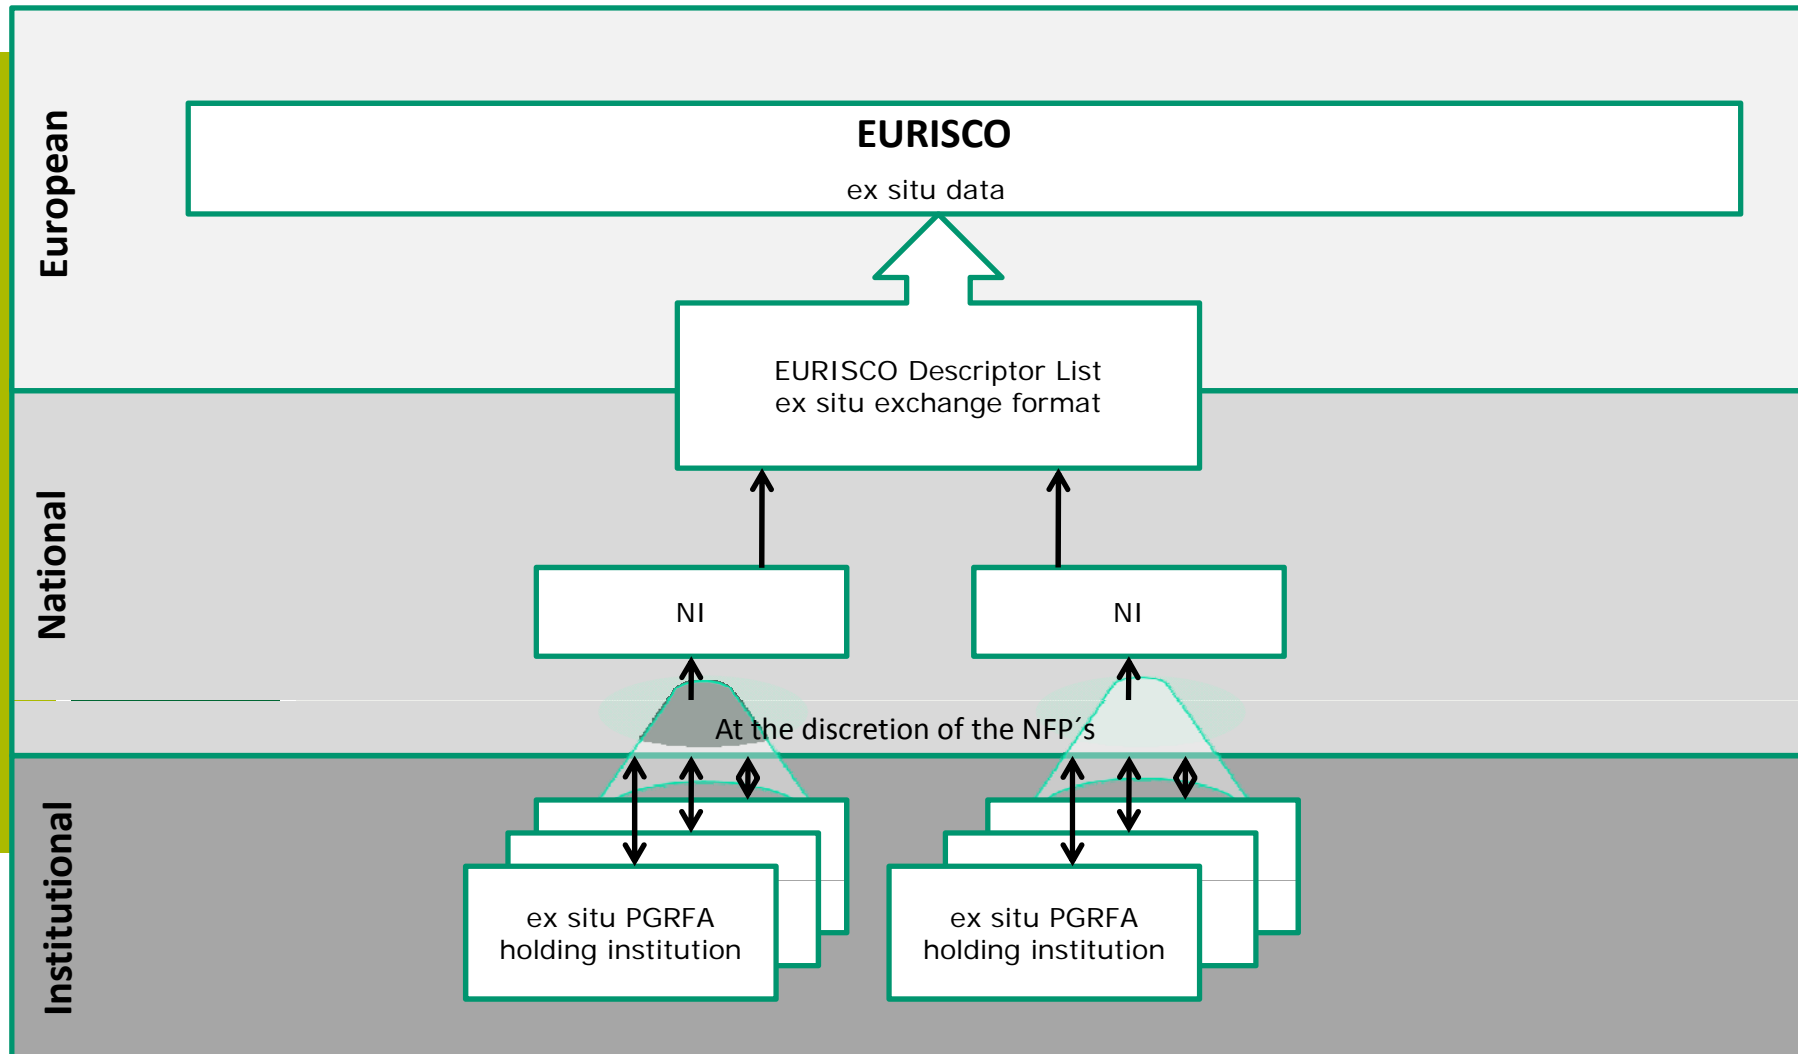 European
EURISCO
ex situ data
EURISCO Descriptor List
ex situ exchange format
National
NI
NI
At the discretion of the NFP´s
Institutional
ex situ PGRFA
holding institution
ex situ PGRFA
holding institution